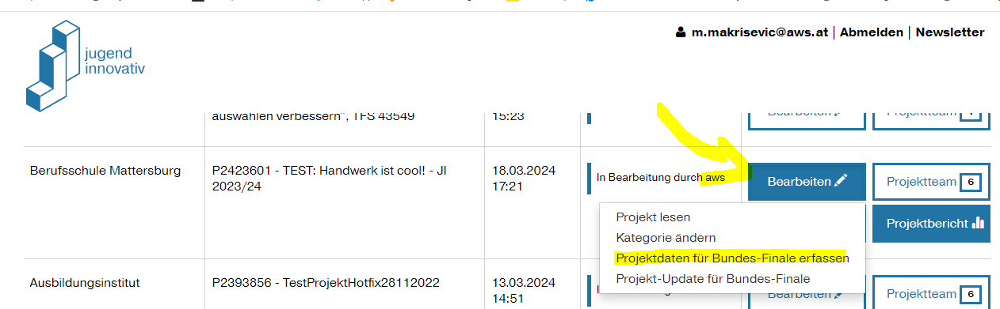 m.makrisevic@aws.at | Abmelden | Newsletter
jugend
innovativ
auswählen verbessern", TFS 43549
15:23
Bearbeiten
Projektteam
Berufsschule Mattersburg
P2423601 - TEST: Handwerk ist cool! - JI
2023/24
18.03.2024
17:21
In Bearbeitung durch aws
Bearbeiten
Projektteam 6
Projekt lesen
Kategorie ändern
Projektdaten für Bundes-Finale erfassen
Projekt-Update für Bundes-Finale
Projektbericht
Ausbildungsinstitut
P2393856 - TestProjektHotfix28112022
13.03.2024
14:51
Bearbeiten
Projektteam 6